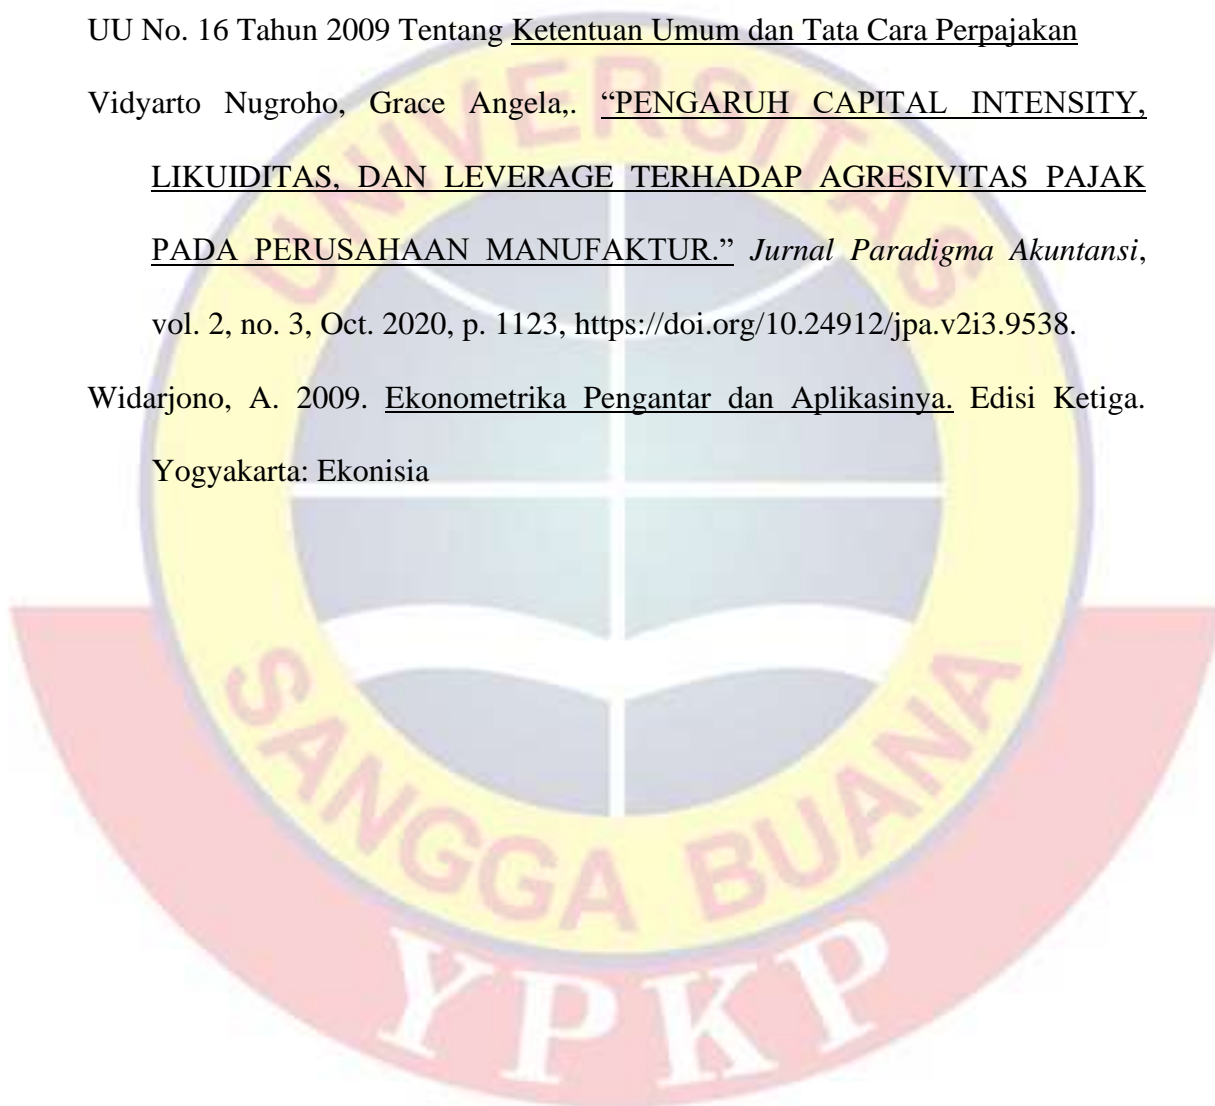 UU No. 16 Tahun 2009 Tentang Ketentuan Umum dan Tata Cara Perpajakan
Vidyarto Nugroho, Grace Angela,. “PENGARUH CAPITAL INTENSITY,
LIKUIDITAS, DAN LEVERAGE TERHADAP AGRESIVITAS PAJAK
PADA PERUSAHAAN MANUFAKTUR.” Jurnal Paradigma Akuntansi,
vol. 2, no. 3, Oct. 2020, p. 1123, https://doi.org/10.24912/jpa.v2i3.9538.
Widarjono, A. 2009. Ekonometrika Pengantar dan Aplikasinya. Edisi Ketiga.
Yogyakarta: Ekonisia
UNIVERSITAS
SANGGA BUANA
YPKP